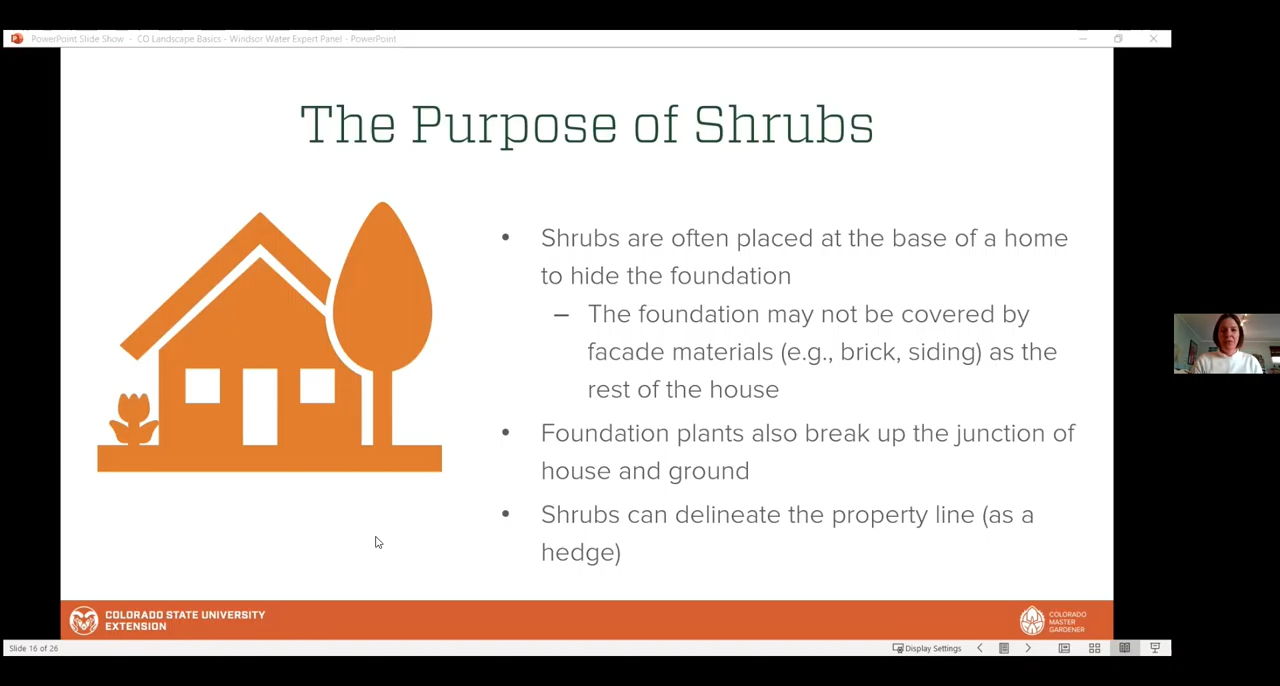 PowerPoint Slide Show - CO Landscape Basics - Windsor Water Expert Panel - PowerPoint
The Purpose of Shrubs
• Shrubs are often placed at the base of a home
to hide the foundation
– The foundation may not be covered by
facade materials (e.g., brick, siding) as the
rest of the house
• Foundation plants also break up the junction of
house and ground
• Shrubs can delineate the property line (as a
hedge)
COLORADO STATE UNIVERSITY
EXTENSION
COLORADO
MASTER
GARDENER
Slide 16 of 26
Display Settings